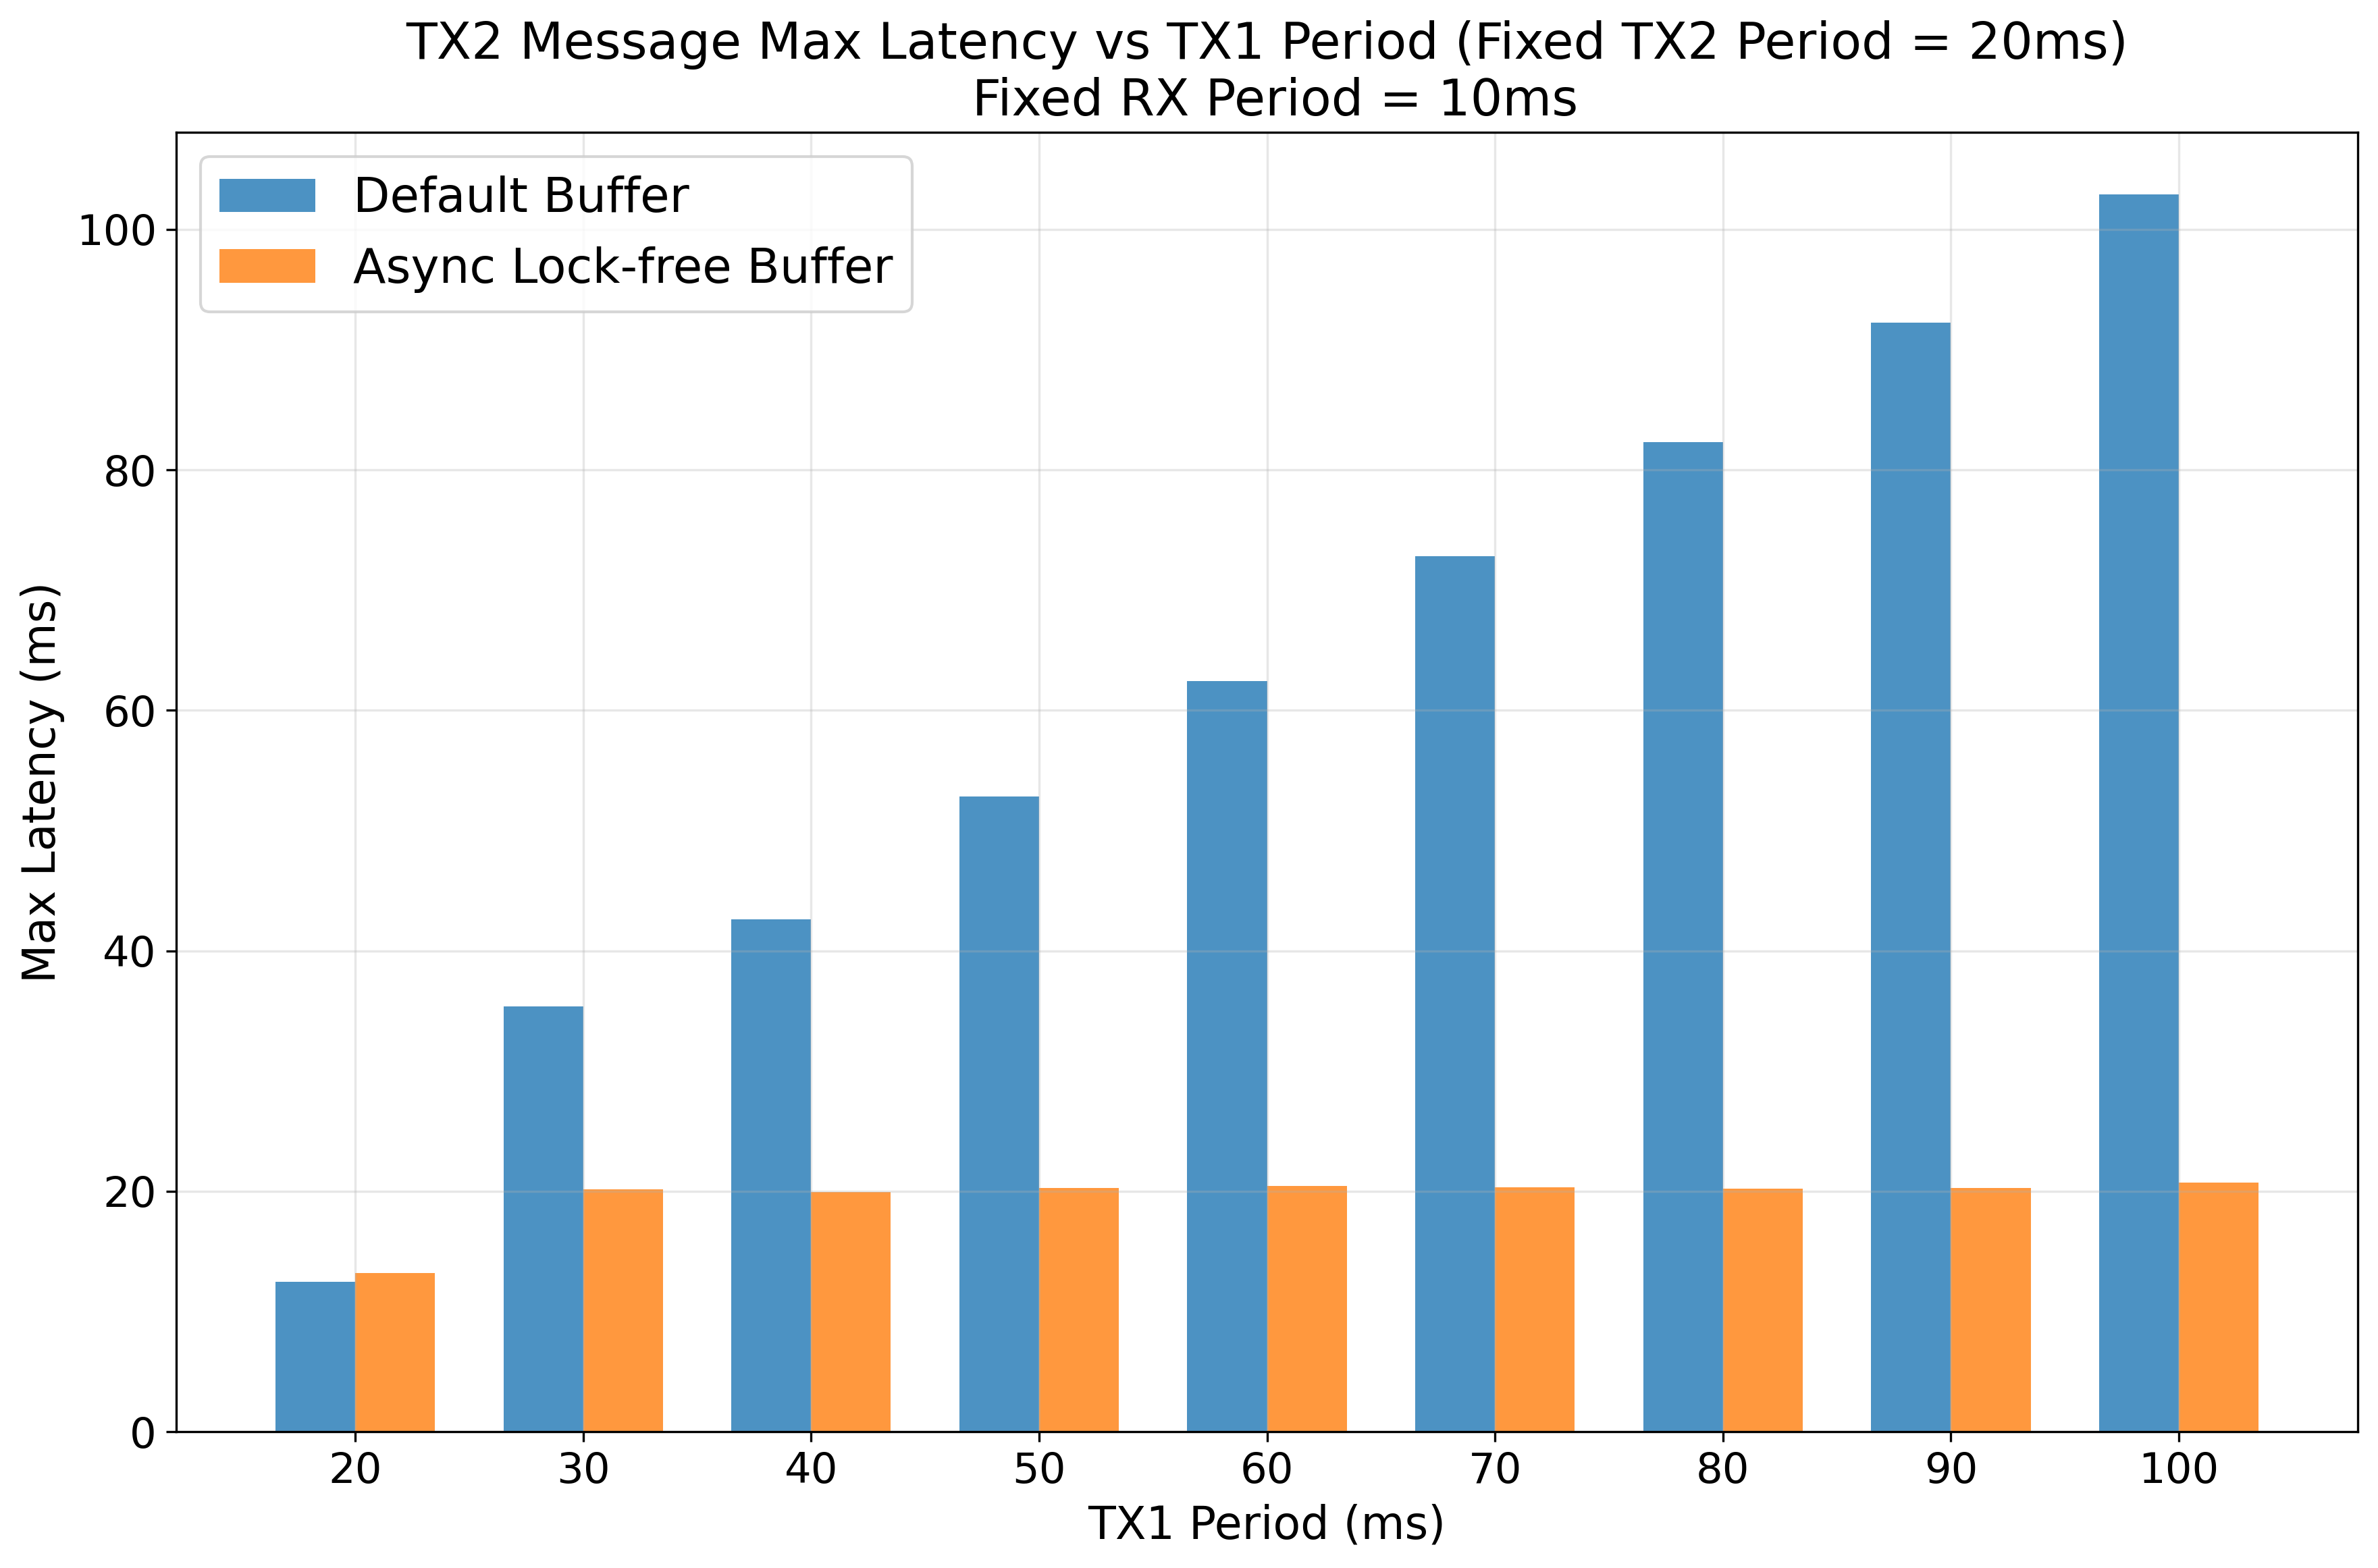 TX2 Message Max Latency vs TX1 Period (Fixed TX2 Period = 20ms)
Fixed RX Period = 10ms
Default Buffer
Async Lock-free Buffer
Max Latency (ms)
100
80
60
40
20
0
20 30 40 50 60 70 80 90 100
TX1 Period (ms)